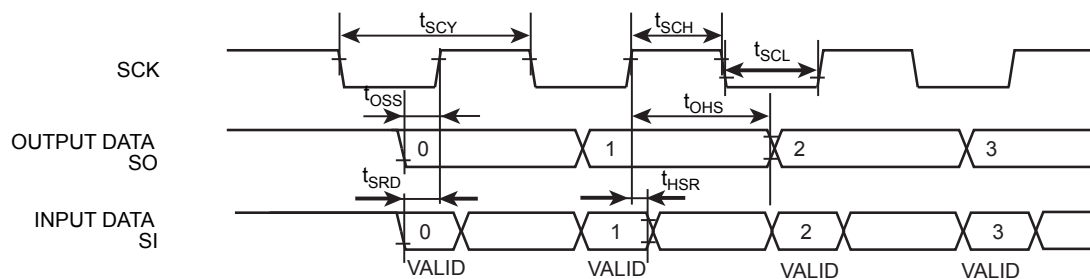 tSCY
tSCH
tSCL
SCK
tOSS
tOHS
OUTPUT DATA
SO
0
1
2
3
tSRD
tHSR
INPUT DATA
SI
0
1
2
3
VALID
VALID
VALID
VALID